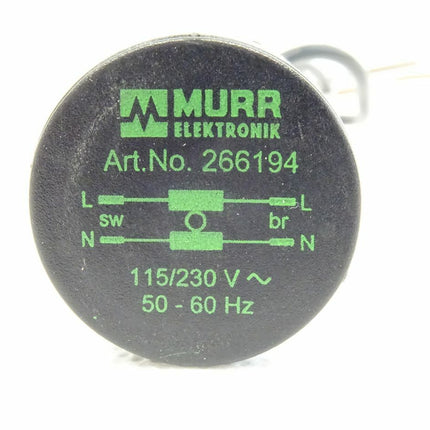 MURR
ELEKTRONIK
Art.No. 266194
L L
sw br
N N
115/230 V ~
50 - 60 Hz